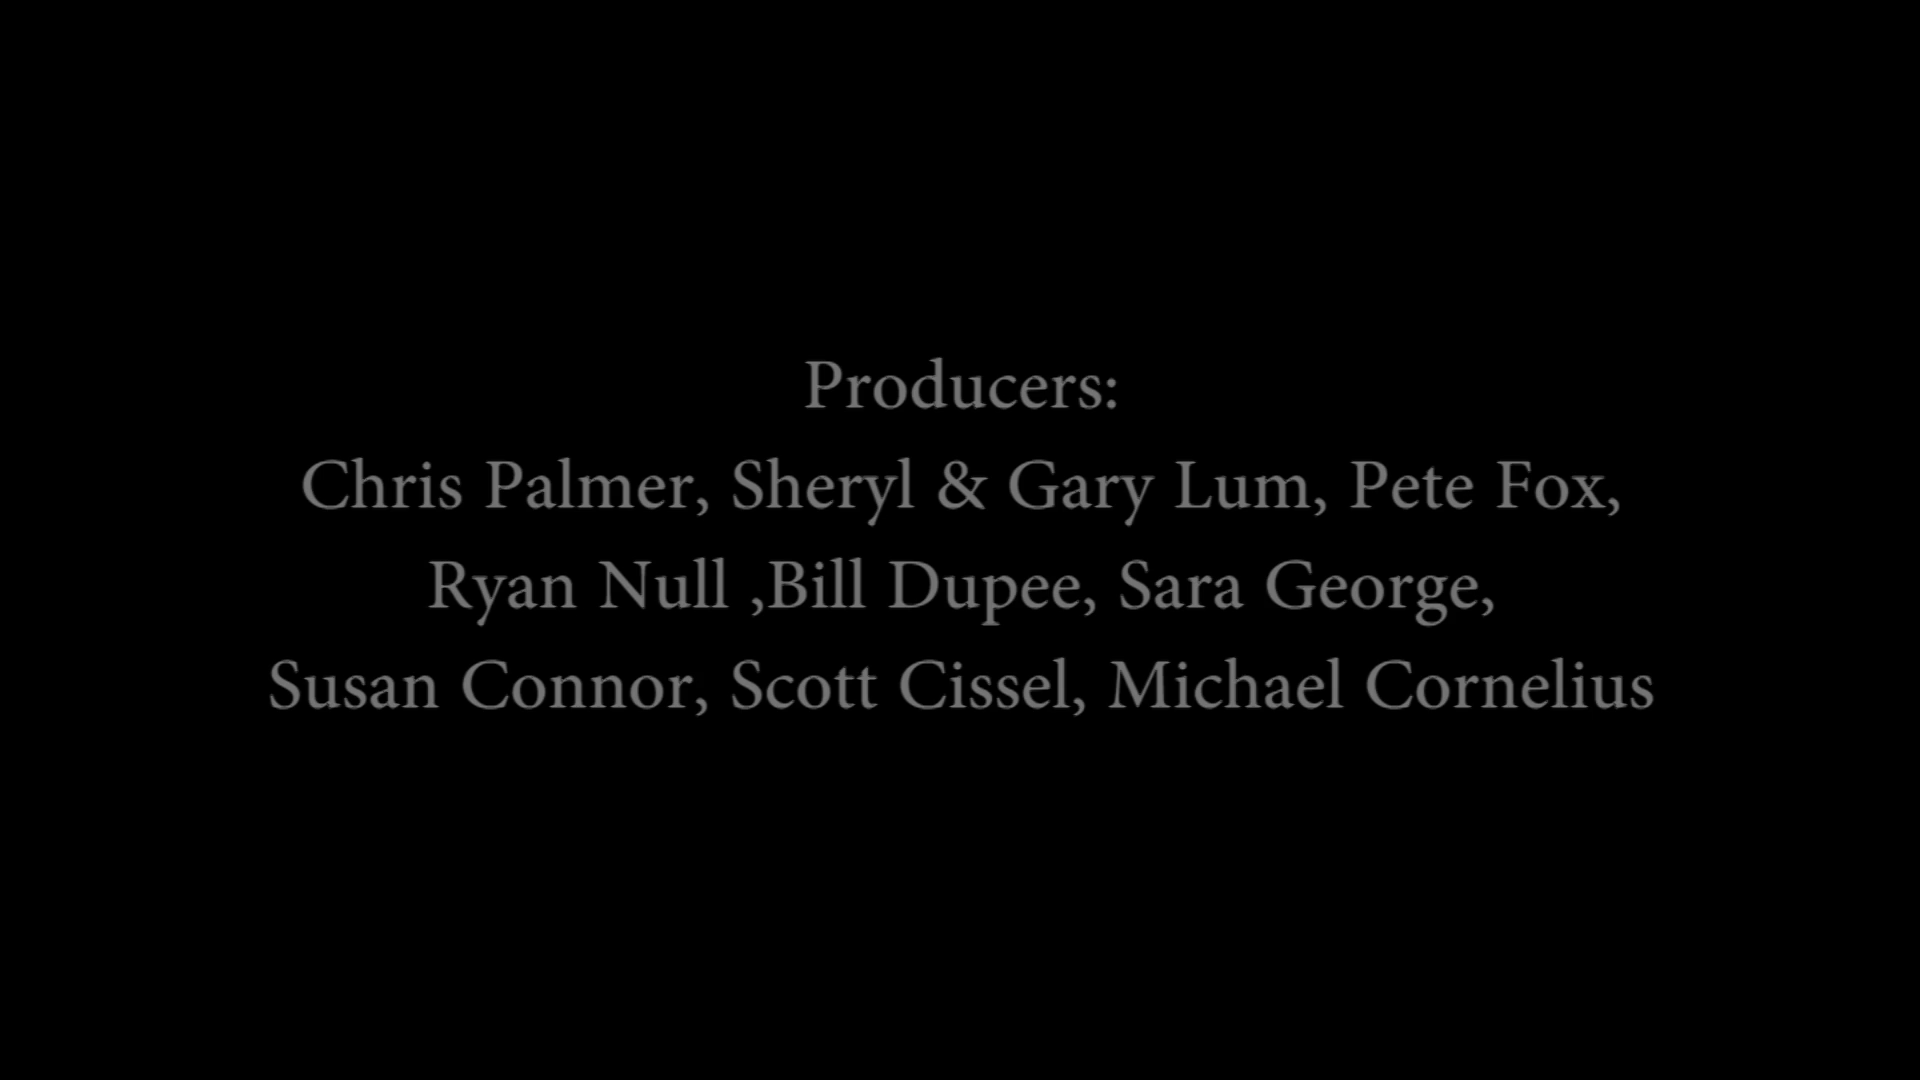 Producers:
Chris Palmer, Sheryl & Gary Lum, Pete Fox,
Ryan Null ,Bill Dupee, Sara George,
Susan Connor, Scott Cissel, Michael Cornelius